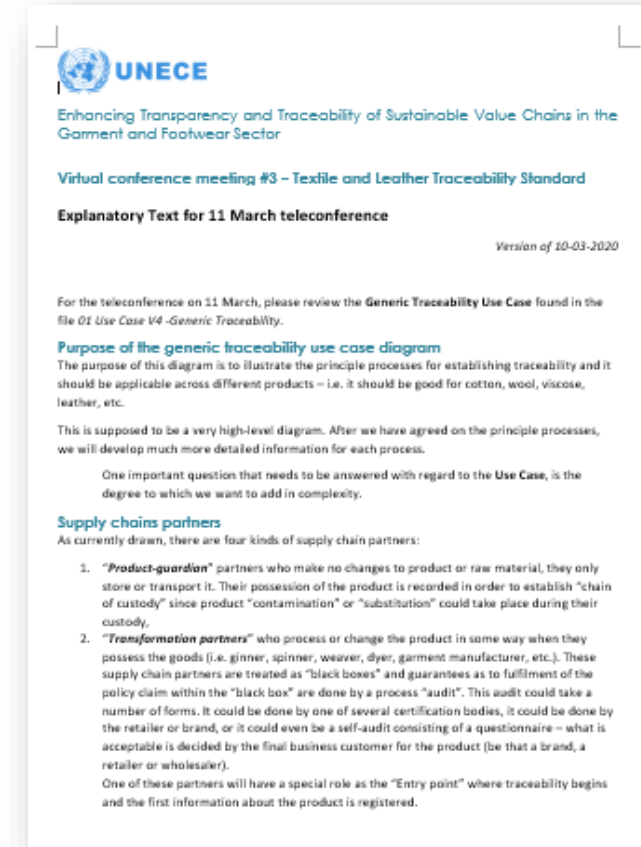 UNECE
Enhancing Transparency and Traceability of Sustainable Value Chains in the
Garment and Footwear Sector
Virtual conference meeting #3 – Textile and Leather Traceability Standard
Explanatory Text for 11 March teleconference
Version of 10-03-2020
For the teleconference on 11 March, please review the Generic Traceability Use Case found in the
file 01 Use Case V4 -Generic Traceability.
Purpose of the generic traceability use case diagram
The purpose of this diagram is to illustrate the principle processes for establishing traceability and it
should be applicable across different products – i.e. it should be good for cotton, wool, viscose,
leather, etc.
This is supposed to be a very high-level diagram. After we have agreed on the principle processes,
we will develop much more detailed information for each process.
One important question that needs to be answered with regard to the Use Case, is the
degree to which we want to add in complexity.
Supply chains partners
As currently drawn, there are four kinds of supply chain partners:
1. “Product-guardian” partners who make no changes to product or raw material, they only
store or transport it. Their possession of the product is recorded in order to establish “chain
of custody” since product “contamination” or “substitution” could take place during their
custody,
2. “Transformation partners” who process or change the product in some way when they
possess the goods (i.e. ginner, spinner, weaver, dyer, garment manufacturer, etc.). These
supply chain partners are treated as “black boxes” and guarantees as to fulfilment of the
policy claim within the “black box” are done by a process “audit”. This audit could take a
number of forms. It could be done by one of several certification bodies, it could be done by
the retailer or brand, or it could even be a self-audit consisting of a questionnaire – what is
acceptable is decided by the final business customer for the product (be that a brand, a
retailer or wholesaler).
One of these partners will have a special role as the “Entry point” where traceability begins
and the first information about the product is registered.